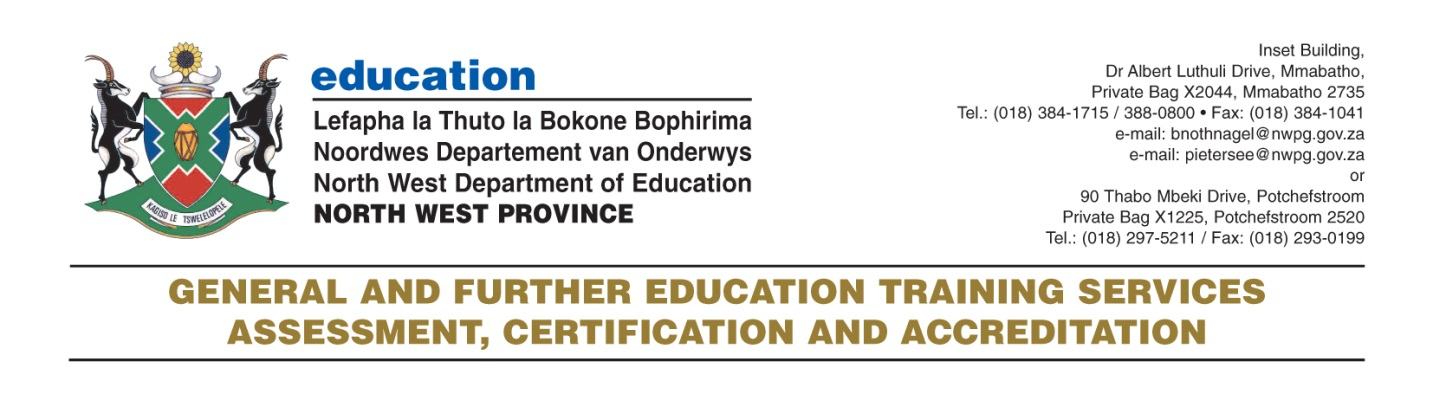 KAGISO LE TSWELELOPELE
education
Lefapha la Thuto la Bokone Bophirima
Noordwes Departement van Onderwys
North West Department of Education
NORTH WEST PROVINCE
Inset Building,
Dr Albert Luthuli Drive, Mmabatho,
Private Bag X2044, Mmabatho 2735
Tel.: (018) 384-1715 / 388-0800 • Fax: (018) 384-1041
e-mail: bnothnagel@nwpg.gov.za
e-mail: pietersee@nwpg.gov.za
or
90 Thabo Mbeki Drive, Potchefstroom
Private Bag X1225, Potchefstroom 2520
Tel.: (018) 297-5211 / Fax: (018) 293-0199
GENERAL AND FURTHER EDUCATION TRAINING SERVICES
ASSESSMENT, CERTIFICATION AND ACCREDITATION